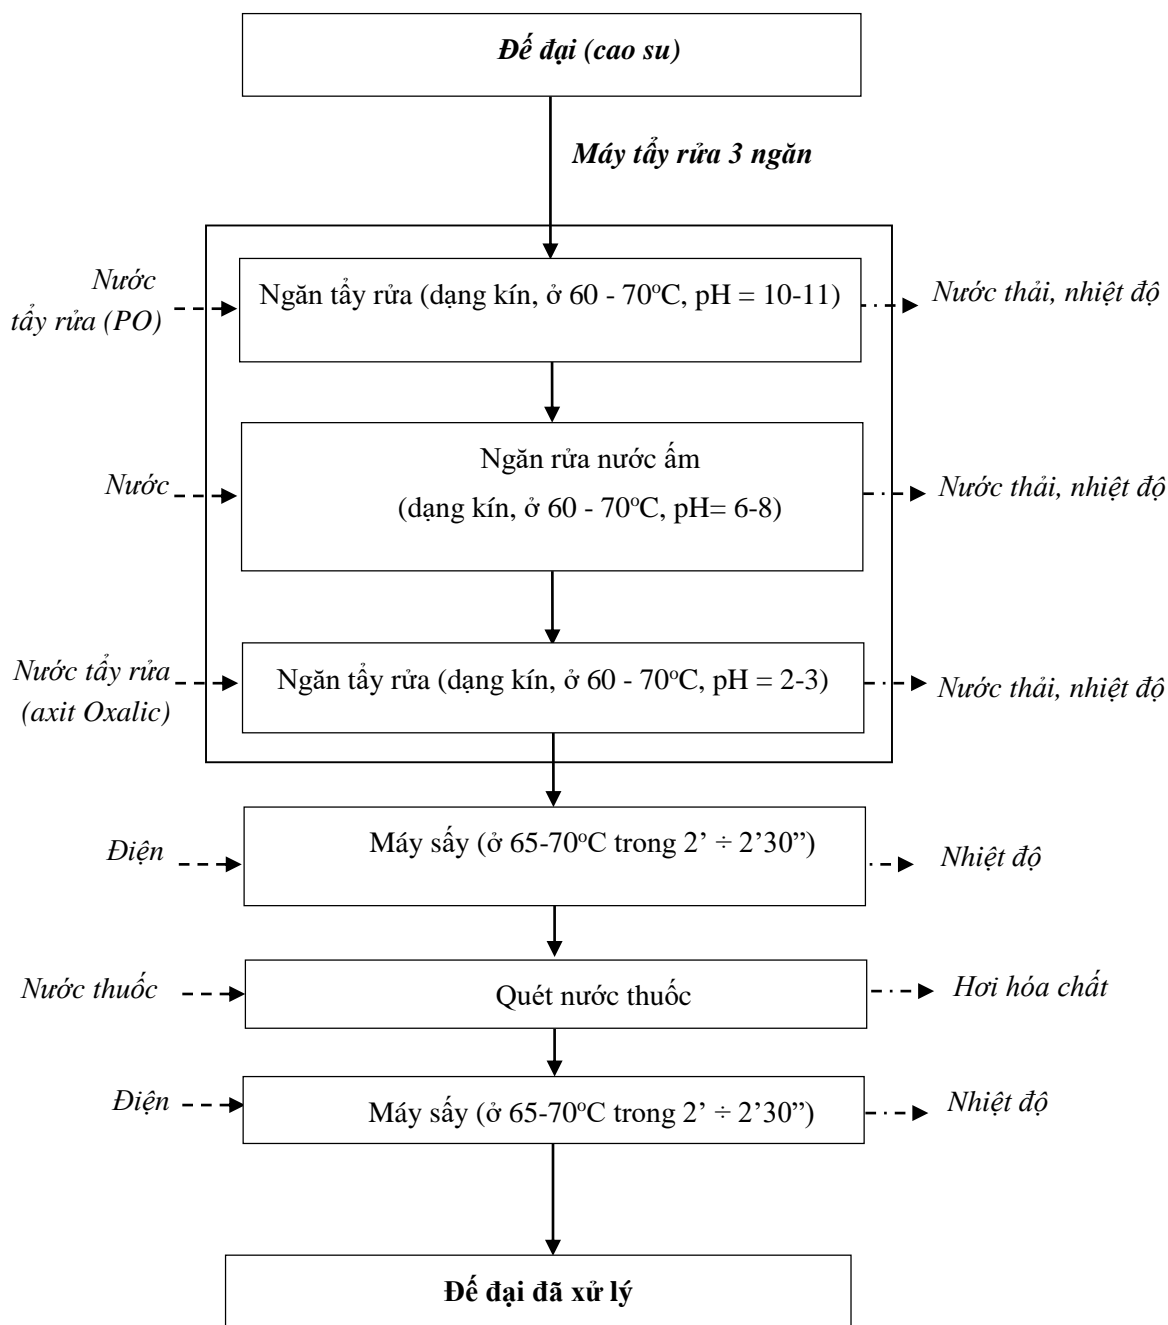 Đế đại (cao su)
Máy tẩy rửa 3 ngăn
Nước
tẩy rửa (PO)
Ngăn tẩy rửa (dạng kín, ở 60 - 70ºC, pH = 10-11)
Nước thải, nhiệt độ
Nước
Ngăn rửa nước ấm
(dạng kín, ở 60 - 70ºC, pH= 6-8)
Nước thải, nhiệt độ
Nước tẩy rửa
(axit Oxalic)
Ngăn tẩy rửa (dạng kín, ở 60 - 70ºC, pH = 2-3)
Nước thải, nhiệt độ
Điện
Máy sấy (ở 65-70ºC trong 2’ ÷ 2’30”)
Nhiệt độ
Nước thuốc
Quét nước thuốc
Hơi hóa chất
Điện
Máy sấy (ở 65-70ºC trong 2’ ÷ 2’30”)
Nhiệt độ
Đế đại đã xử lý